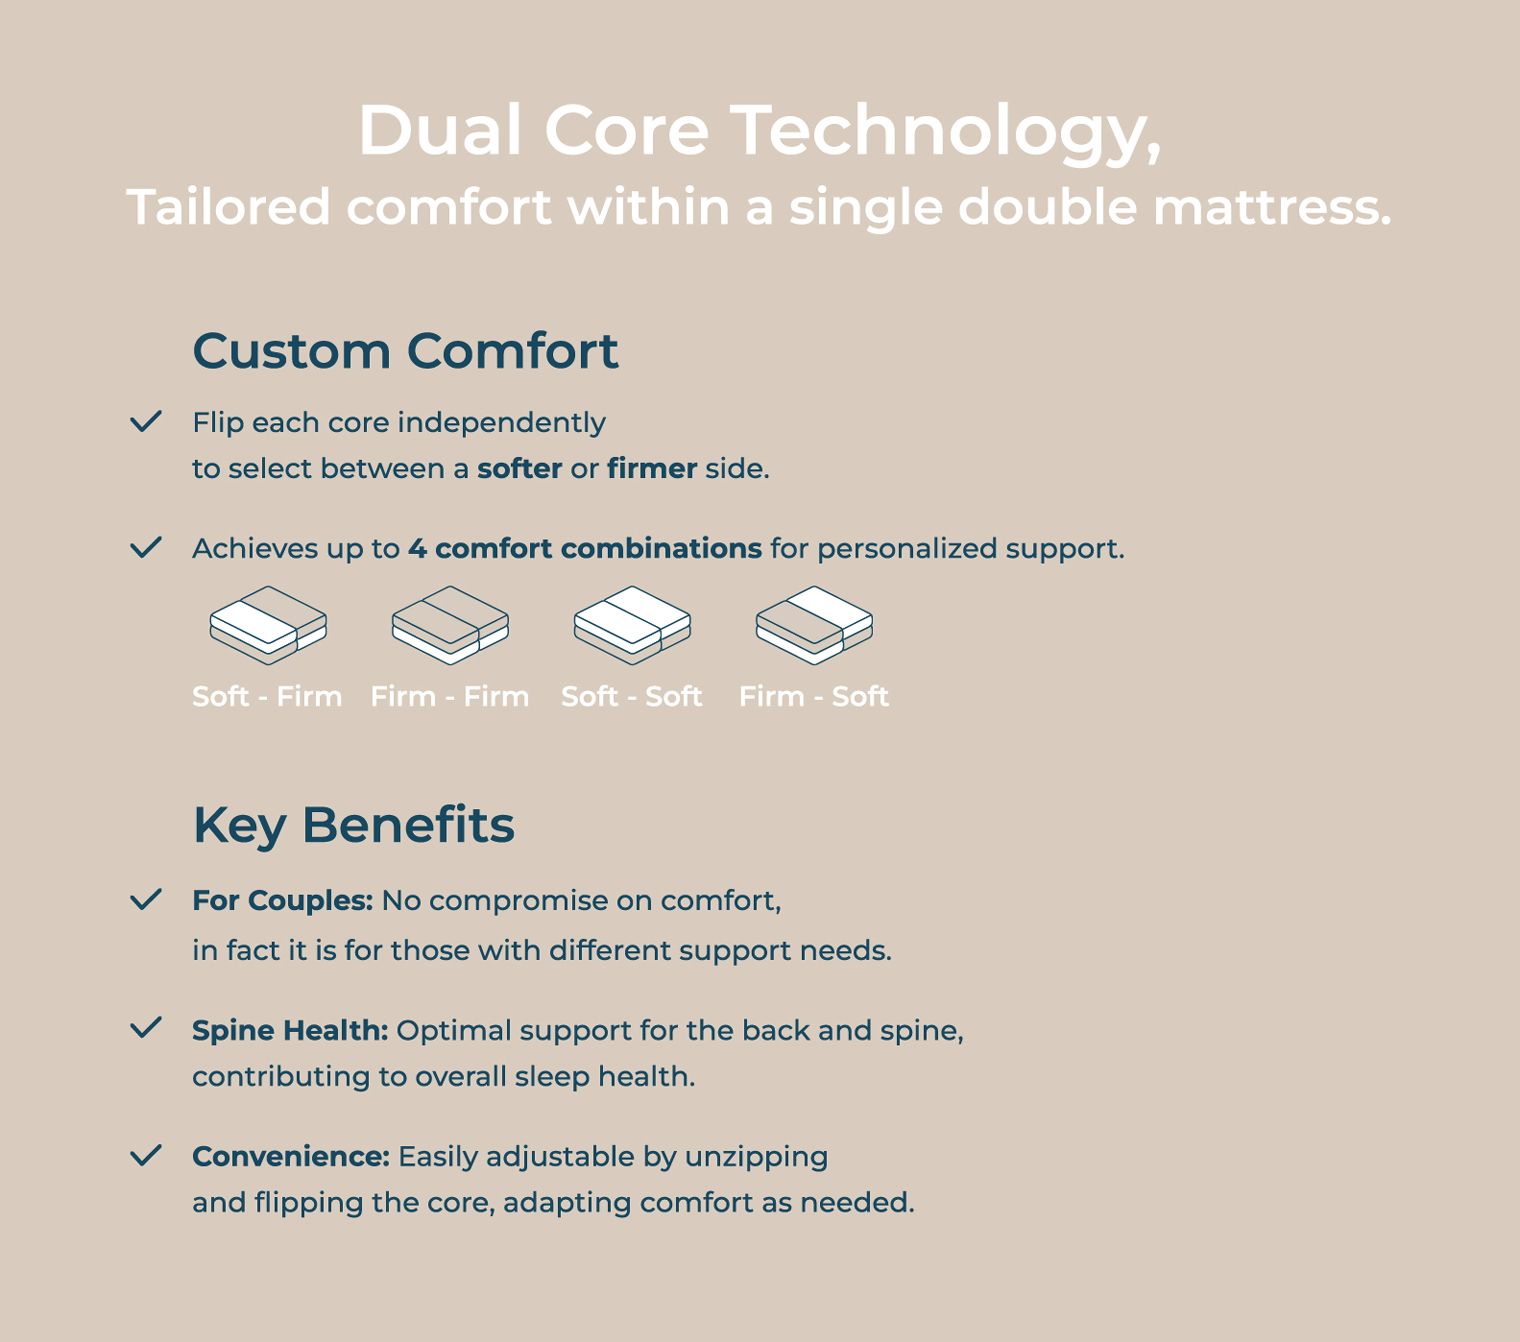 Dual Core Technology,
Tailored comfort within a single double mattress.
Custom Comfort
Flip each core independently
to select between a softer or firmer side.
Achieves up to 4 comfort combinations for personalized support.
Soft - Firm Firm - Firm Soft - Soft Firm - Soft
Key Benefits
For Couples: No compromise on comfort,
in fact it is for those with different support needs.
Spine Health: Optimal support for the back and spine,
contributing to overall sleep health.
Convenience: Easily adjustable by unzipping
and flipping the core, adapting comfort as needed.